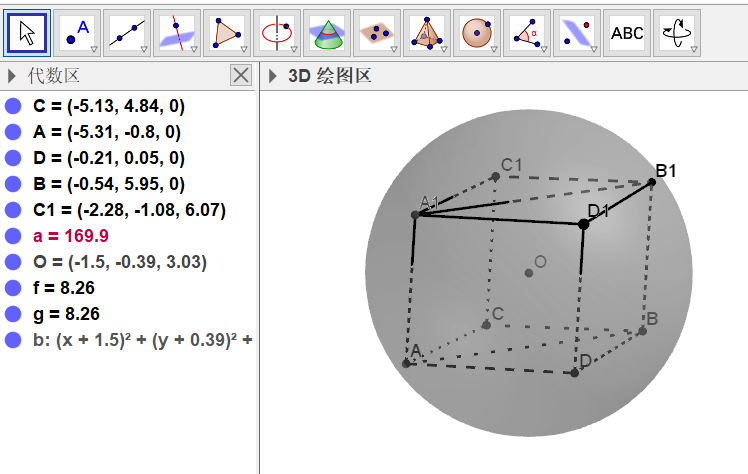 A
α
ABC
代数区
3D 绘图区
C = (-5.13, 4.84, 0)
A = (-5.31, -0.8, 0)
D = (-0.21, 0.05, 0)
B = (-0.54, 5.95, 0)
C1 = (-2.28, -1.08, 6.07)
a = 169.9
O = (-1.5, -0.39, 3.03)
f = 8.26
g = 8.26
b: (x + 1.5)² + (y + 0.39)² +
C1
B1
A1
D1
O
C
B
A
D